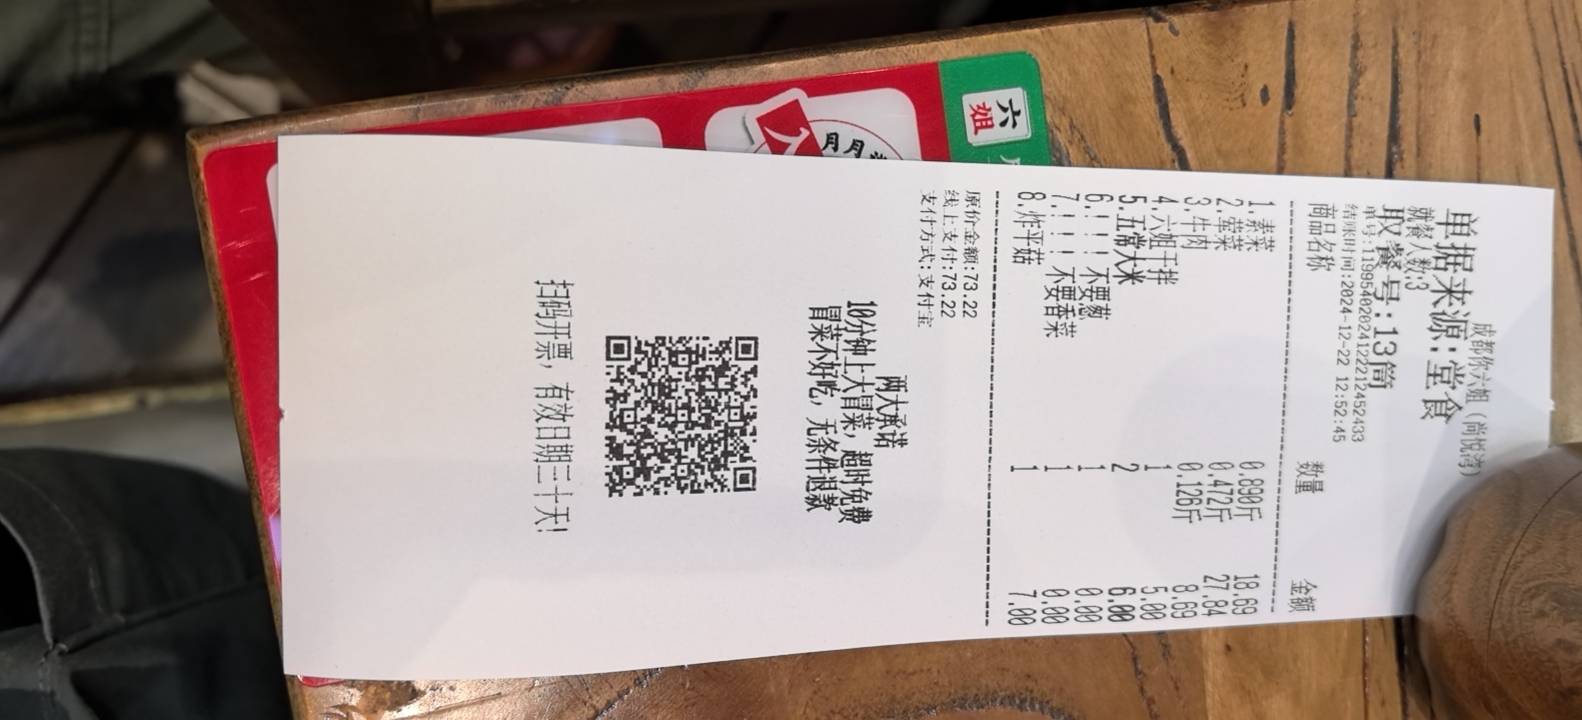 成都你六姐（尚悦湾）
单据来源:堂食
就餐人数:3
取餐号:13筒
单号:11995402024122212452433
结账时间:2024-12-22 12:52:45
商品名称 数量 金额
1.素菜 0.890斤 18.69
2.荤菜 0.472斤 27.84
3.牛肉 0.126斤 8.69
4.六姐干拌 1 5.00
5.五常大米 2 6.00
6.!!! 不要葱 1 0.00
7.!!! 不要香菜 1 0.00
8.炸平菇 1 7.00
原价金额:73.22
线上支付:73.22
支付方式:支付宝
两大承诺
10分钟上大冒菜，超时免费
冒菜不好吃，无条件退款
扫码开票，有效日期三十天!
六姐
月月